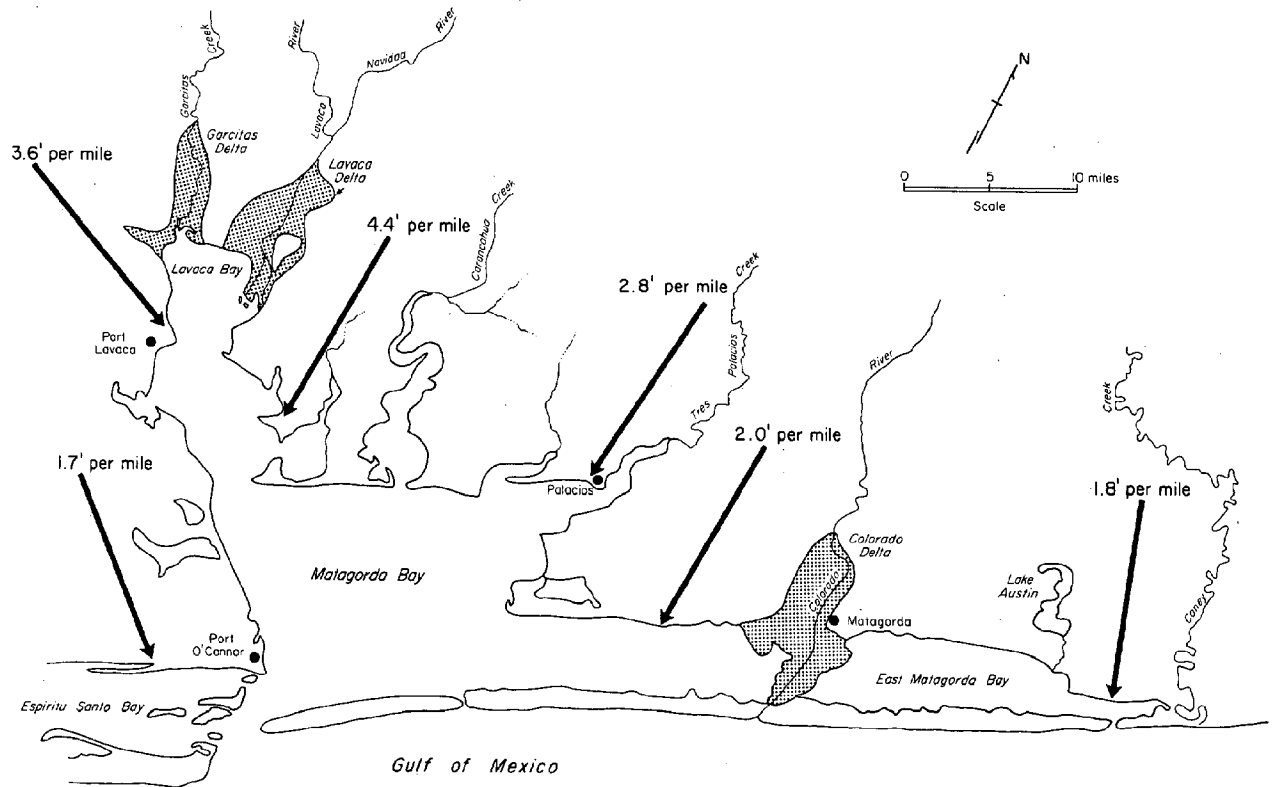 Garcitas Creek
Lavaca River
Navidad River
N
Garcitas
Delta
Lavaca
Delta
3.6' per mile
0 5 10 miles
Scale
Carancahua Creek
4.4' per mile
Lavaca Bay
2.8' per mile
Tres Palacios Creek
Port
Lavaca
River
Creek
2.0' per mile
1.7' per mile
Palacios
1.8' per mile
Colorado
Delta
Matagorda Bay
Colorado
Lake
Austin
Caney
Matagorda
Port
O'Connor
East Matagorda Bay
Espiritu Santo Bay
Gulf of Mexico